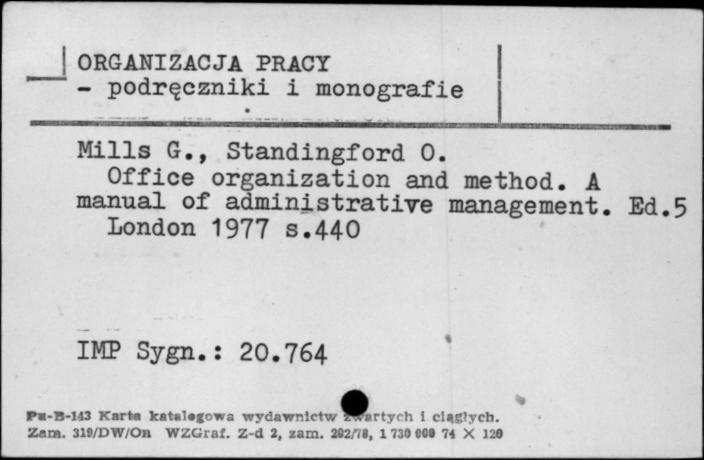 ORGANIZACJA PRACY
- podręczniki i monografie
Mills G., Standingford O.
Office organization and method. A
manual of administrative management. Ed.5
London 1977 s.440
IMP Sygn.: 20.764
Pu-B-143 Karta katalogowa wydawnictw zwartych i ciągłych.
Zam. 319/DW/On WZGraf. Z-d 2, zam. 202/78, 1 730 000 74 × 120